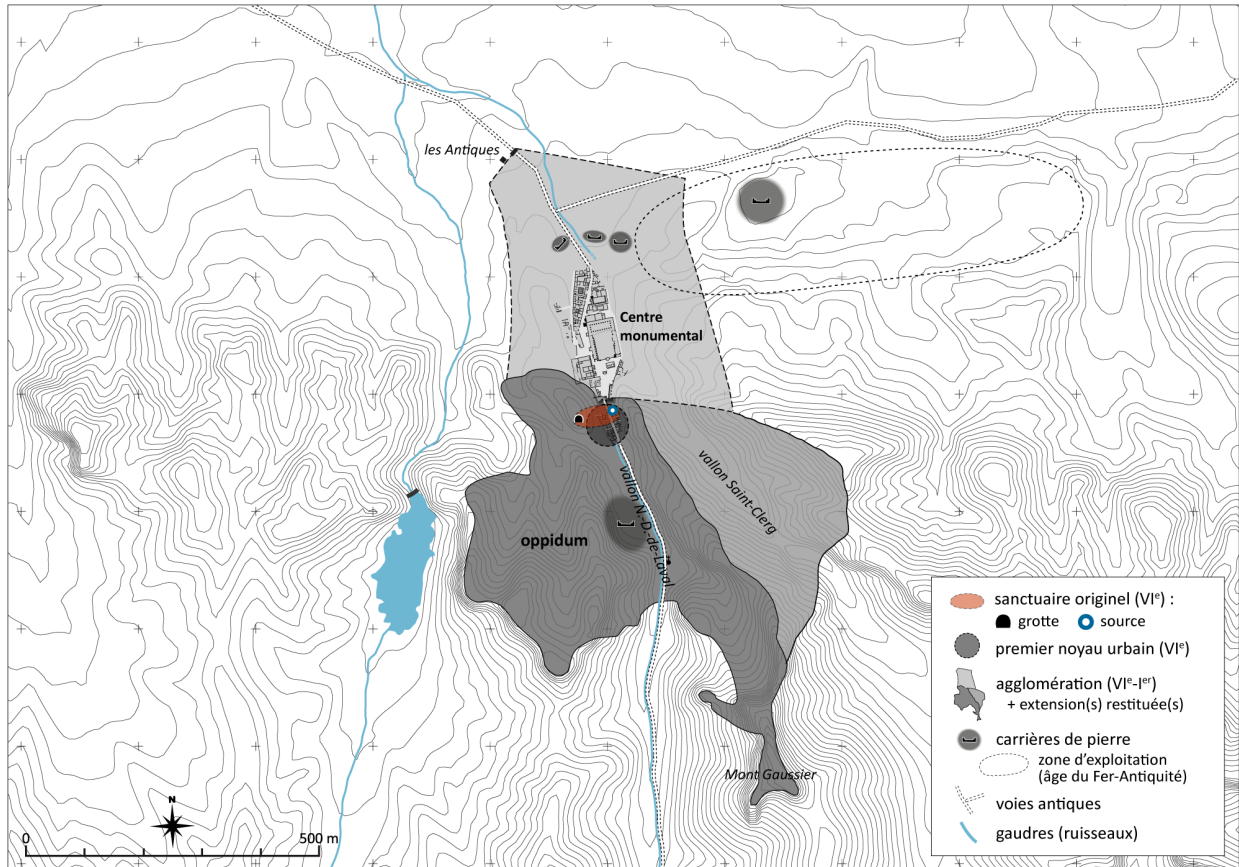 les Antiques
Centre
monumental
vallon Saint-Clerg
vallon N.-D.-de-Laval
oppidum
Mont Gaussier
N
0
500 m
sanctuaire originel (VIe) :
grotte
source
premier noyau urbain (VIe)
agglomération (VIe-Ier)
+ extension(s) restituée(s)
carrières de pierre
zone d'exploitation
(âge du Fer-Antiquité)
voies antiques
gaudres (ruisseaux)